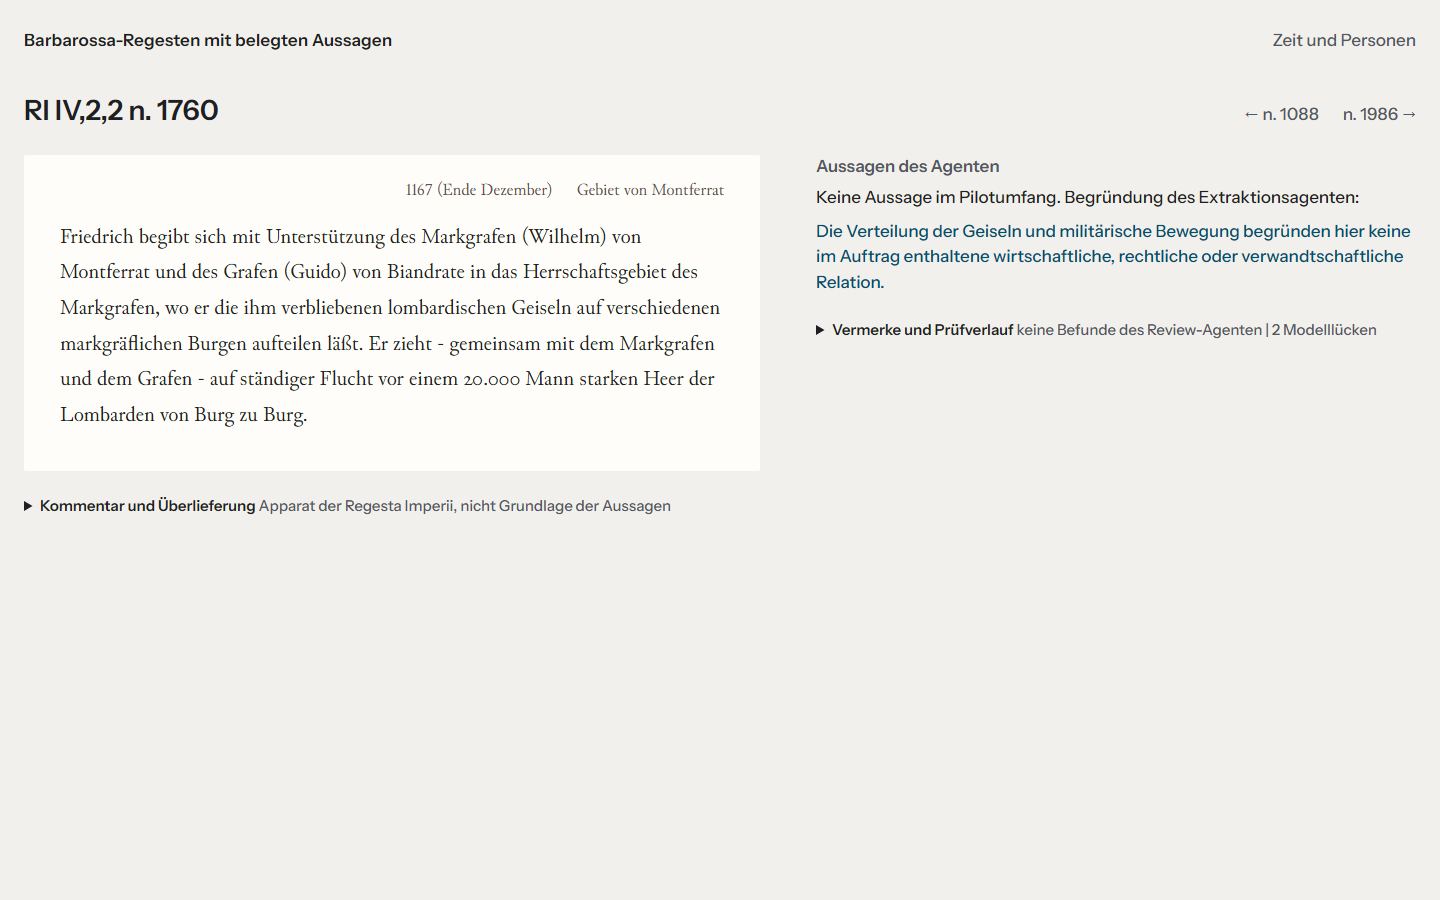 Barbarossa-Regesten mit belegten Aussagen
Zeit und Personen
RI IV,2,2 n. 1760
← n. 1088 n. 1986 →
1167 (Ende Dezember) Gebiet von Montferrat
Friedrich begibt sich mit Unterstützung des Markgrafen (Wilhelm) von
Montferrat und des Grafen (Guido) von Biandrate in das Herrschaftsgebiet des
Markgrafen, wo er die ihm verbliebenen lombardischen Geiseln auf verschiedenen
markgräflichen Burgen aufteilen läßt. Er zieht - gemeinsam mit dem Markgrafen
und dem Grafen - auf ständiger Flucht vor einem 20.000 Mann starken Heer der
Lombarden von Burg zu Burg.
▶ Kommentar und Überlieferung Apparat der Regesta Imperii, nicht Grundlage der Aussagen
Aussagen des Agenten
Keine Aussage im Pilotumfang. Begründung des Extraktionsagenten:
Die Verteilung der Geiseln und militärische Bewegung begründen hier keine
im Auftrag enthaltene wirtschaftliche, rechtliche oder verwandtschaftliche
Relation.
▶ Vermerke und Prüfverlauf keine Befunde des Review-Agenten | 2 Modelllücken